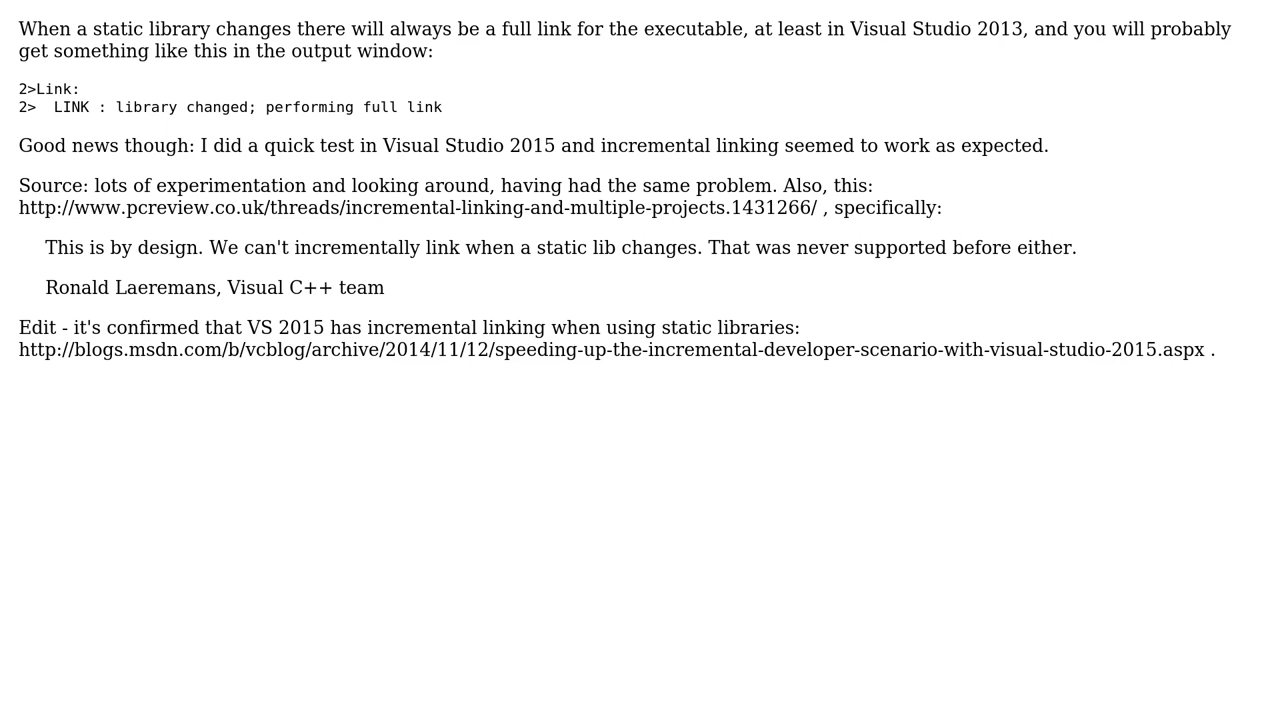 When a static library changes there will always be a full link for the executable, at least in Visual Studio 2013, and you will probably
get something like this in the output window:
2>Link:
2>  LINK : library changed; performing full link
Good news though: I did a quick test in Visual Studio 2015 and incremental linking seemed to work as expected.
Source: lots of experimentation and looking around, having had the same problem. Also, this:
http://www.pcreview.co.uk/threads/incremental-linking-and-multiple-projects.1431266/ , specifically:
This is by design. We can't incrementally link when a static lib changes. That was never supported before either.
Ronald Laeremans, Visual C++ team
Edit - it's confirmed that VS 2015 has incremental linking when using static libraries:
http://blogs.msdn.com/b/vcblog/archive/2014/11/12/speeding-up-the-incremental-developer-scenario-with-visual-studio-2015.aspx .